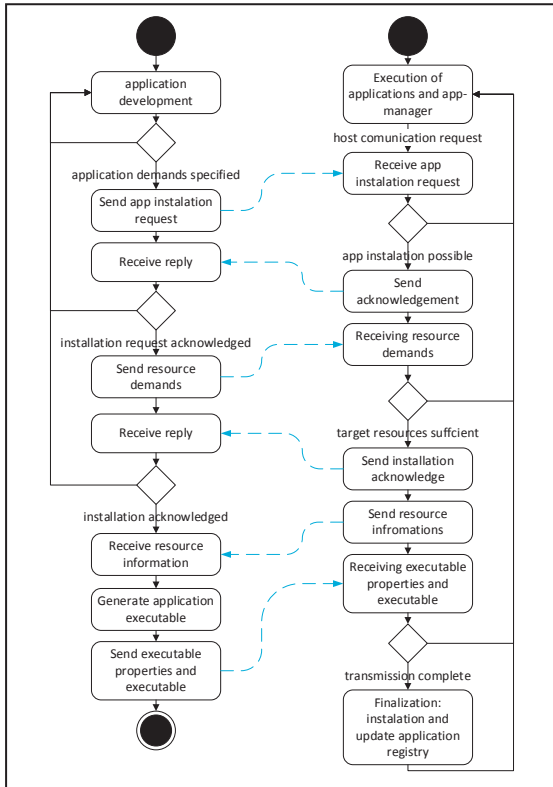 application
development
application demands specified
Send app instalation
request
Receive reply
installation request acknowledged
Send resource
demands
Receive reply
installation acknowledged
Receive resource
information
Generate application
executable
Send executable
properties and
executable
Execution of
applications and app-
manager
host comunication request
Receive app
instalation request
app instalation possible
Send
acknowledgement
Receiving resource
demands
target resources suffcient
Send installation
acknowledge
Send resource
infromations
Receiving executable
properties and
executable
transmission complete
Finalization:
instalation and
update application
registry